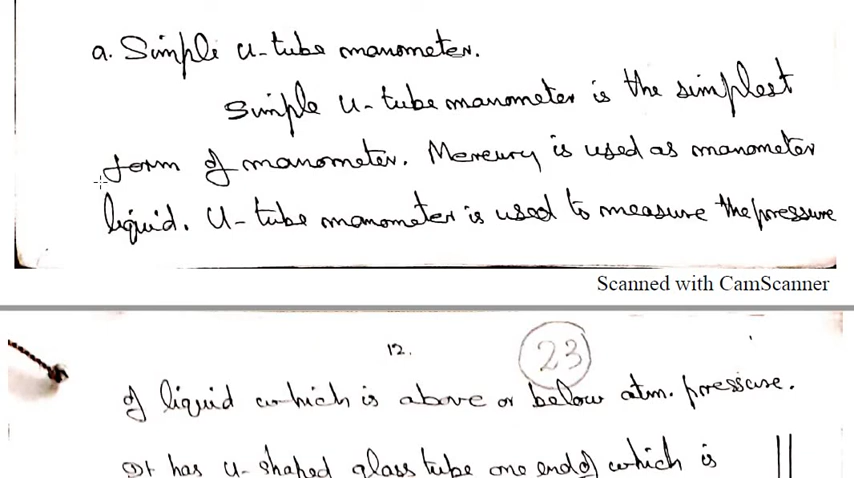 a. Simple U-tube manometer.
Simple U-tube manometer is the simplest
form of manometer. Mercury is used as manometer
liquid. U-tube manometer is used to measure the pressure
Scanned with CamScanner
12.
23
of liquid which is above or below atm. pressure.
It has U-shaped glass tube one end of which is